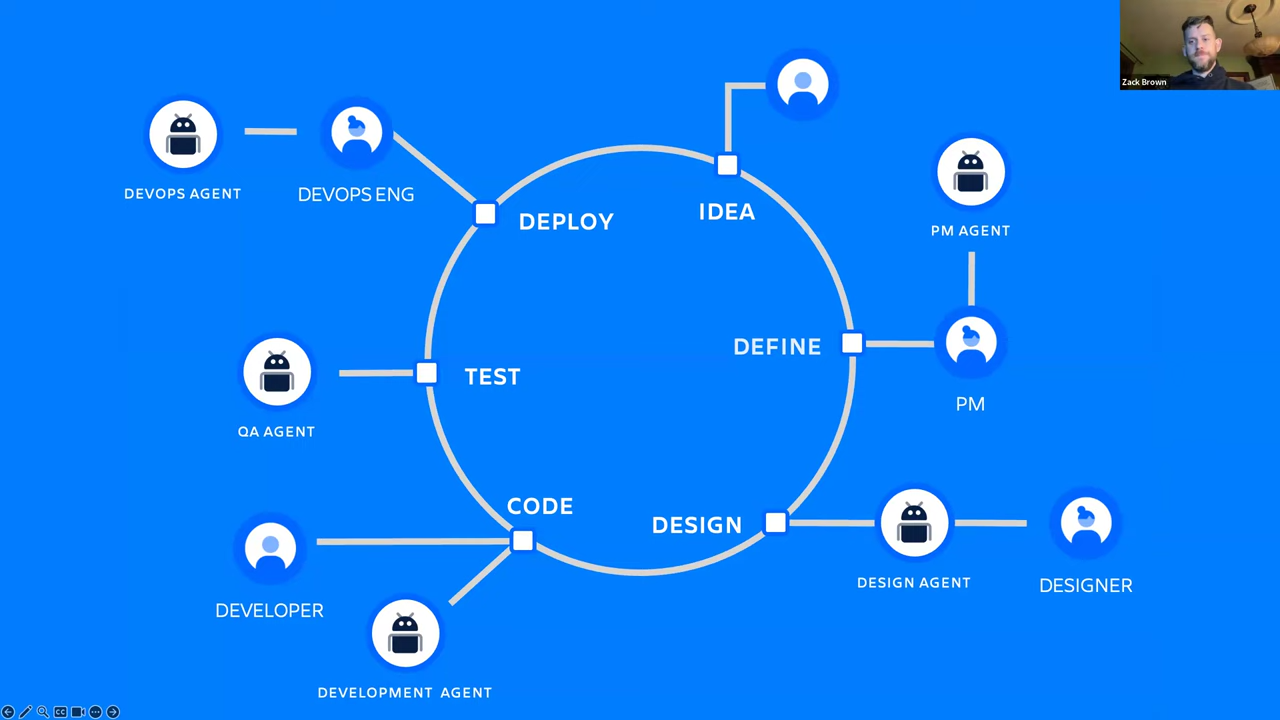 Zack Brown
DEVOPS AGENT
DEVOPS ENG
DEPLOY
IDEA
PM AGENT
DEFINE
PM
TEST
QA AGENT
CODE
DESIGN
DESIGN AGENT
DESIGNER
DEVELOPER
DEVELOPMENT AGENT
CC